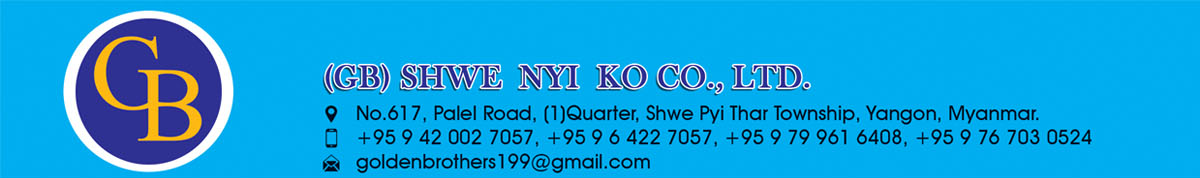 GB
(GB) SHWE NYI KO CO., LTD.
No.617, Palel Road, (1)Quarter, Shwe Pyi Thar Township, Yangon, Myanmar.
+95 9 42 002 7057, +95 9 6 422 7057, +95 9 79 961 6408, +95 9 76 703 0524
goldenbrothers199@gmail.com